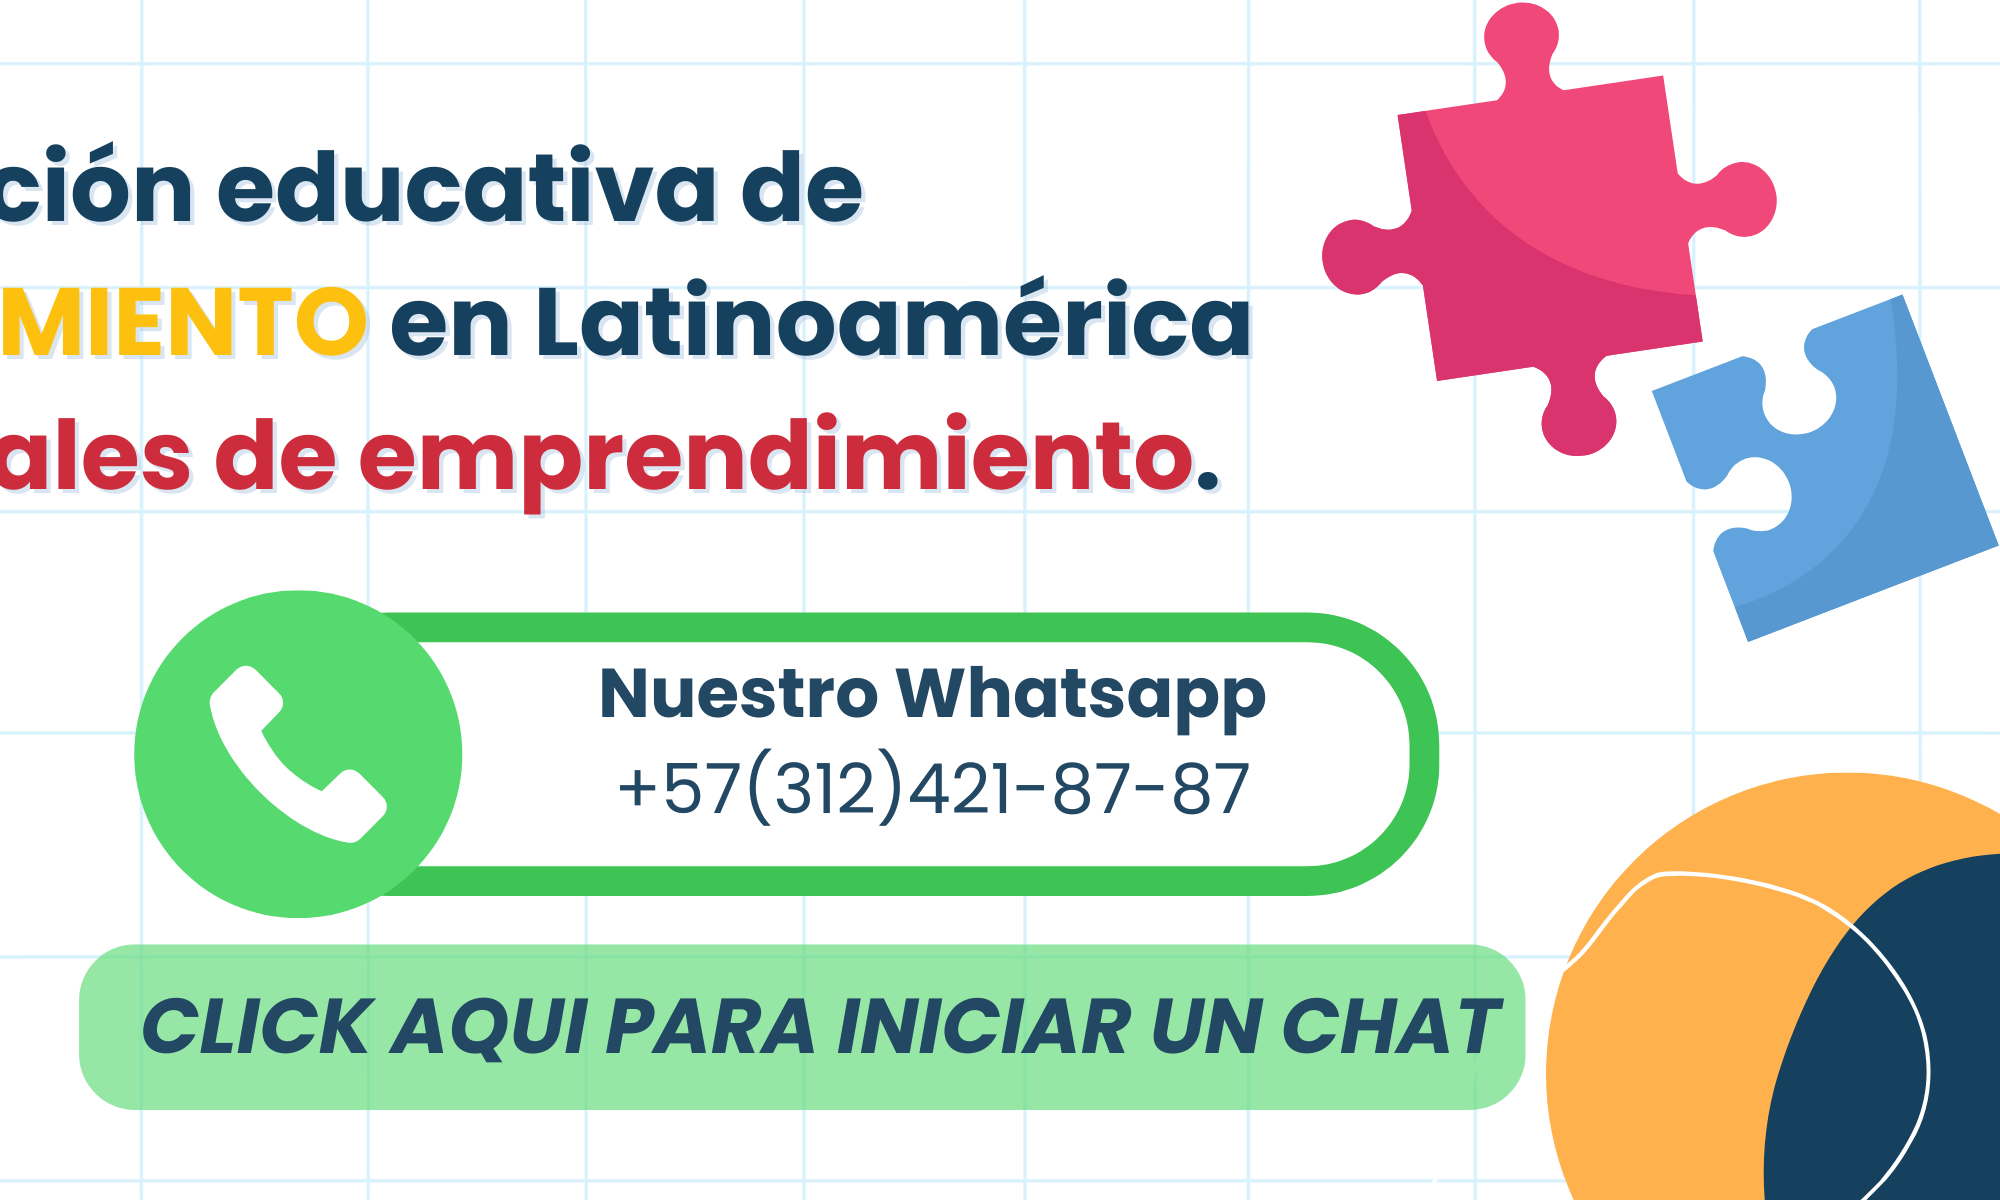 ción educativa de
MIENTO en Latinoamérica
ales de emprendimiento.
Nuestro Whatsapp
+57(312)421-87-87
CLICK AQUI PARA INICIAR UN CHAT